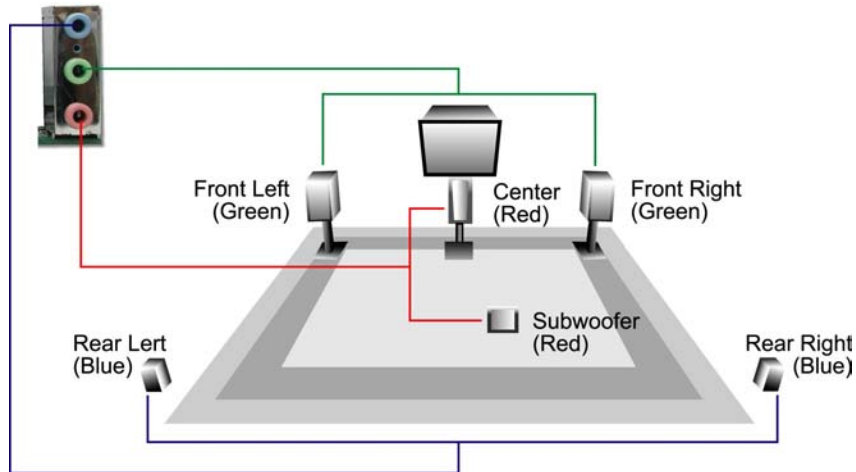 Front Left
(Green)
Center
(Red)
Front Right
(Green)
Subwoofer
(Red)
Rear Lert
(Blue)
Rear Right
(Blue)